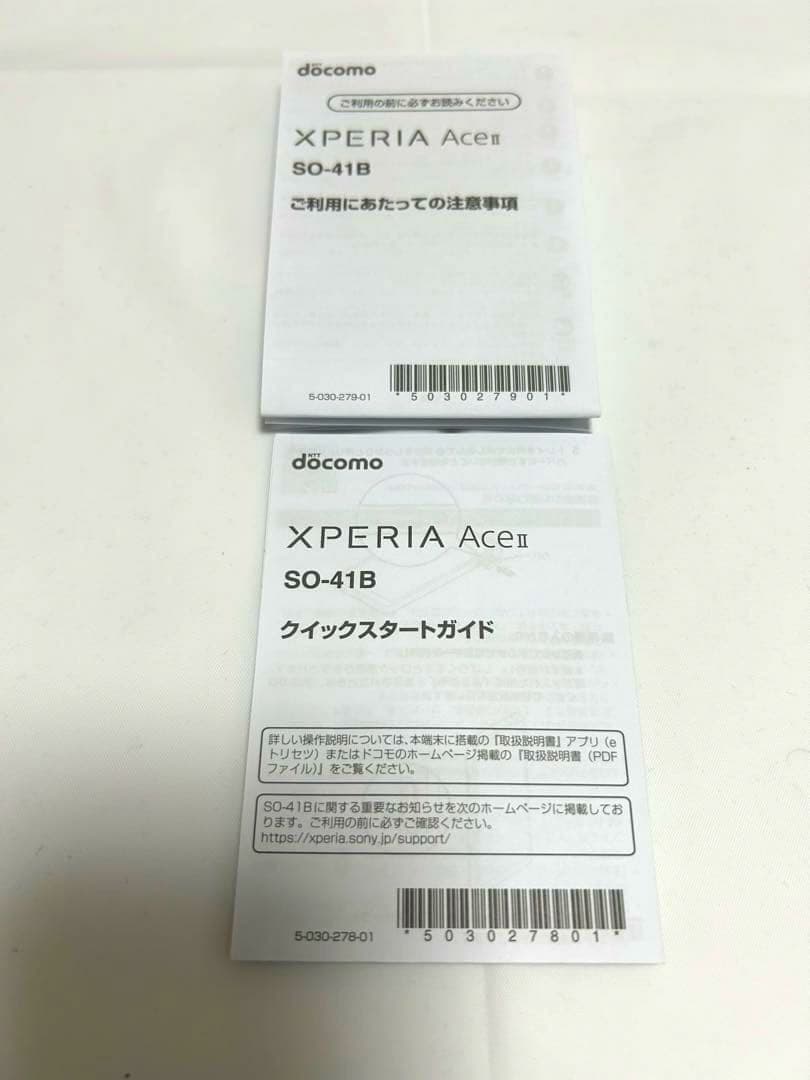 docomo
ご利用の前に必ずお読みください
XPERIA Ace II
SO-41B
ご利用にあたっての注意事項
5-030-279-01
*503027901*
NTT
docomo
XPERIA Ace II
SO-41B
クイックスタートガイド
詳しい操作説明については、本端末に搭載の『取扱説明書』アプリ（e
トリセツ）またはドコモのホームページ掲載の『取扱説明書（PDF
ファイル）』をご覧ください。
SO-41Bに関する重要なお知らせを次のホームページに掲載してお
ります。ご利用の前に必ずご確認ください。
https://xperia.sony.jp/support/
5-030-278-01
*503027801*